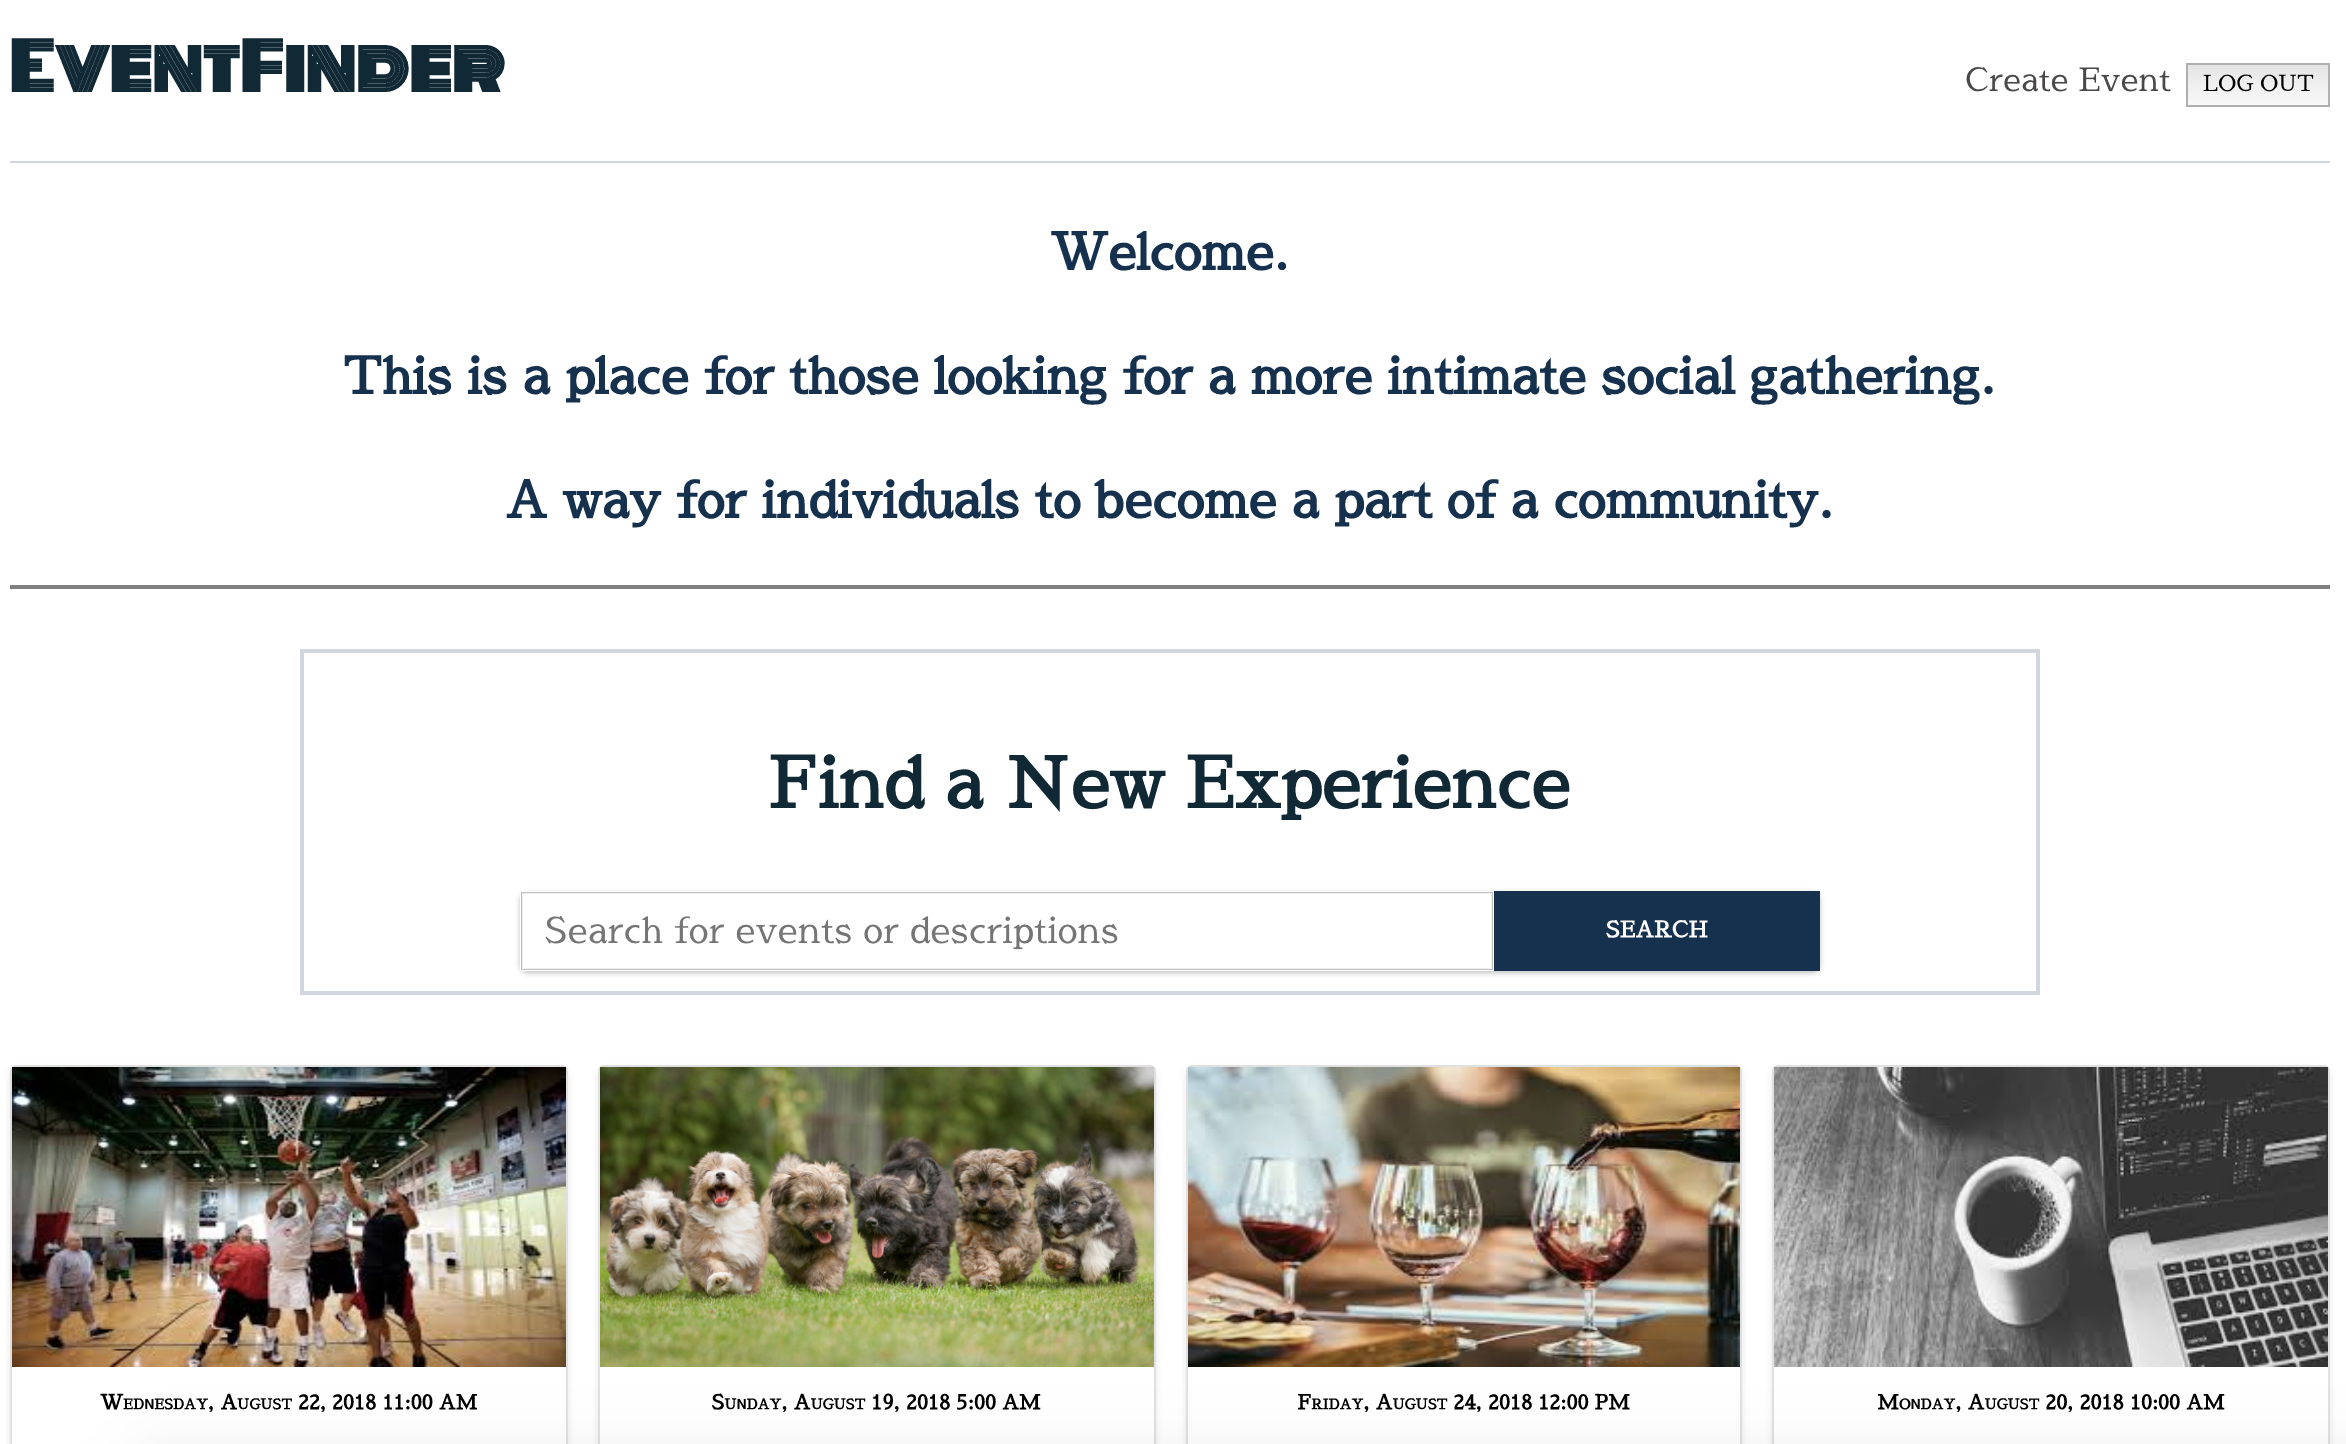 EventFinder
Create Event
LOG OUT
Welcome.
This is a place for those looking for a more intimate social gathering.
A way for individuals to become a part of a community.
Find a New Experience
Search for events or descriptions
SEARCH
Wednesday, August 22, 2018 11:00 AM
Sunday, August 19, 2018 5:00 AM
Friday, August 24, 2018 12:00 PM
Monday, August 20, 2018 10:00 AM